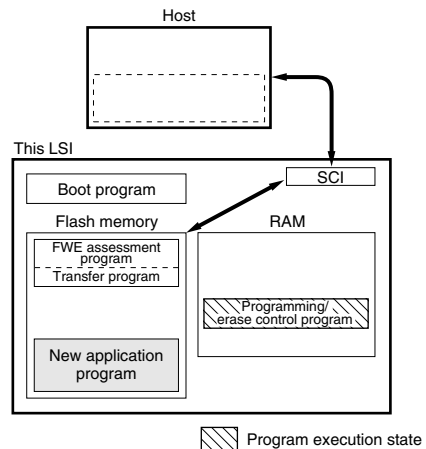 Host
This LSI
SCI
Boot program
Flash memory
RAM
FWE assessment
program
Transfer program
Programming/
erase control program
New application
program
Program execution state